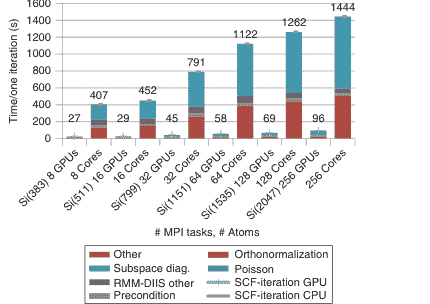 1600
1444
1400
1262
1200
1122
1000
800
791
600
452
407
400
200
27
29
45
58
69
96
0
Time/one iteration (s)
Si(383) 8 GPUs
8 Cores
Si(511) 16 GPUs
16 Cores
Si(799) 32 GPUs
32 Cores
Si(1151) 64 GPUs
64 Cores
Si(1535) 128 GPUs
128 Cores
Si(2047) 256 GPUs
256 Cores
# MPI tasks, # Atoms
Other
Orthonormalization
Subspace diag.
Poisson
RMM-DIIS other
SCF-iteration GPU
Precondition
SCF-iteration CPU